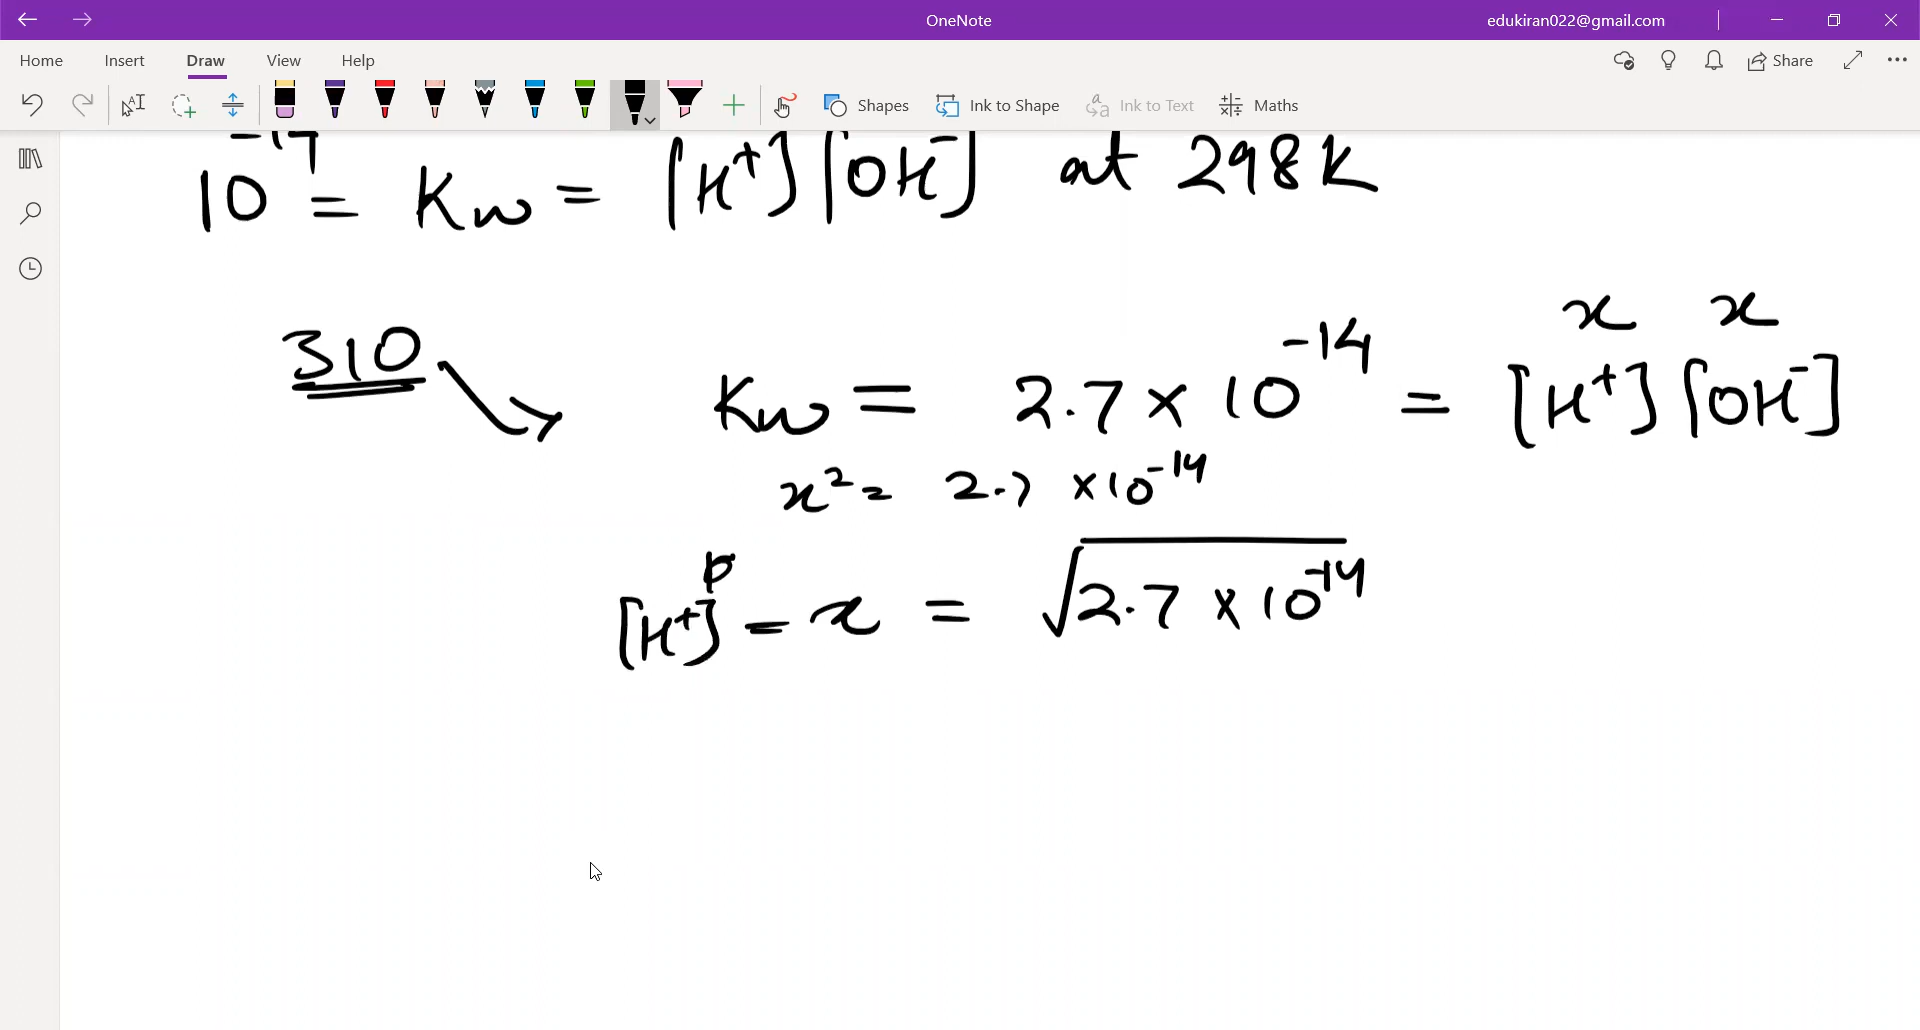 OneNote
edukiran022@gmail.com
Home Insert Draw View Help
Share
Shapes Ink to Shape Ink to Text Maths
10⁻¹⁴ = Kw = [H⁺] [OH⁻] at 298 K
310
x x
Kw = 2.7 × 10⁻¹⁴ = [H⁺] [OH⁻]
x² = 2.7 × 10⁻¹⁴
[H⁺] = x = √2.7 × 10⁻¹⁴